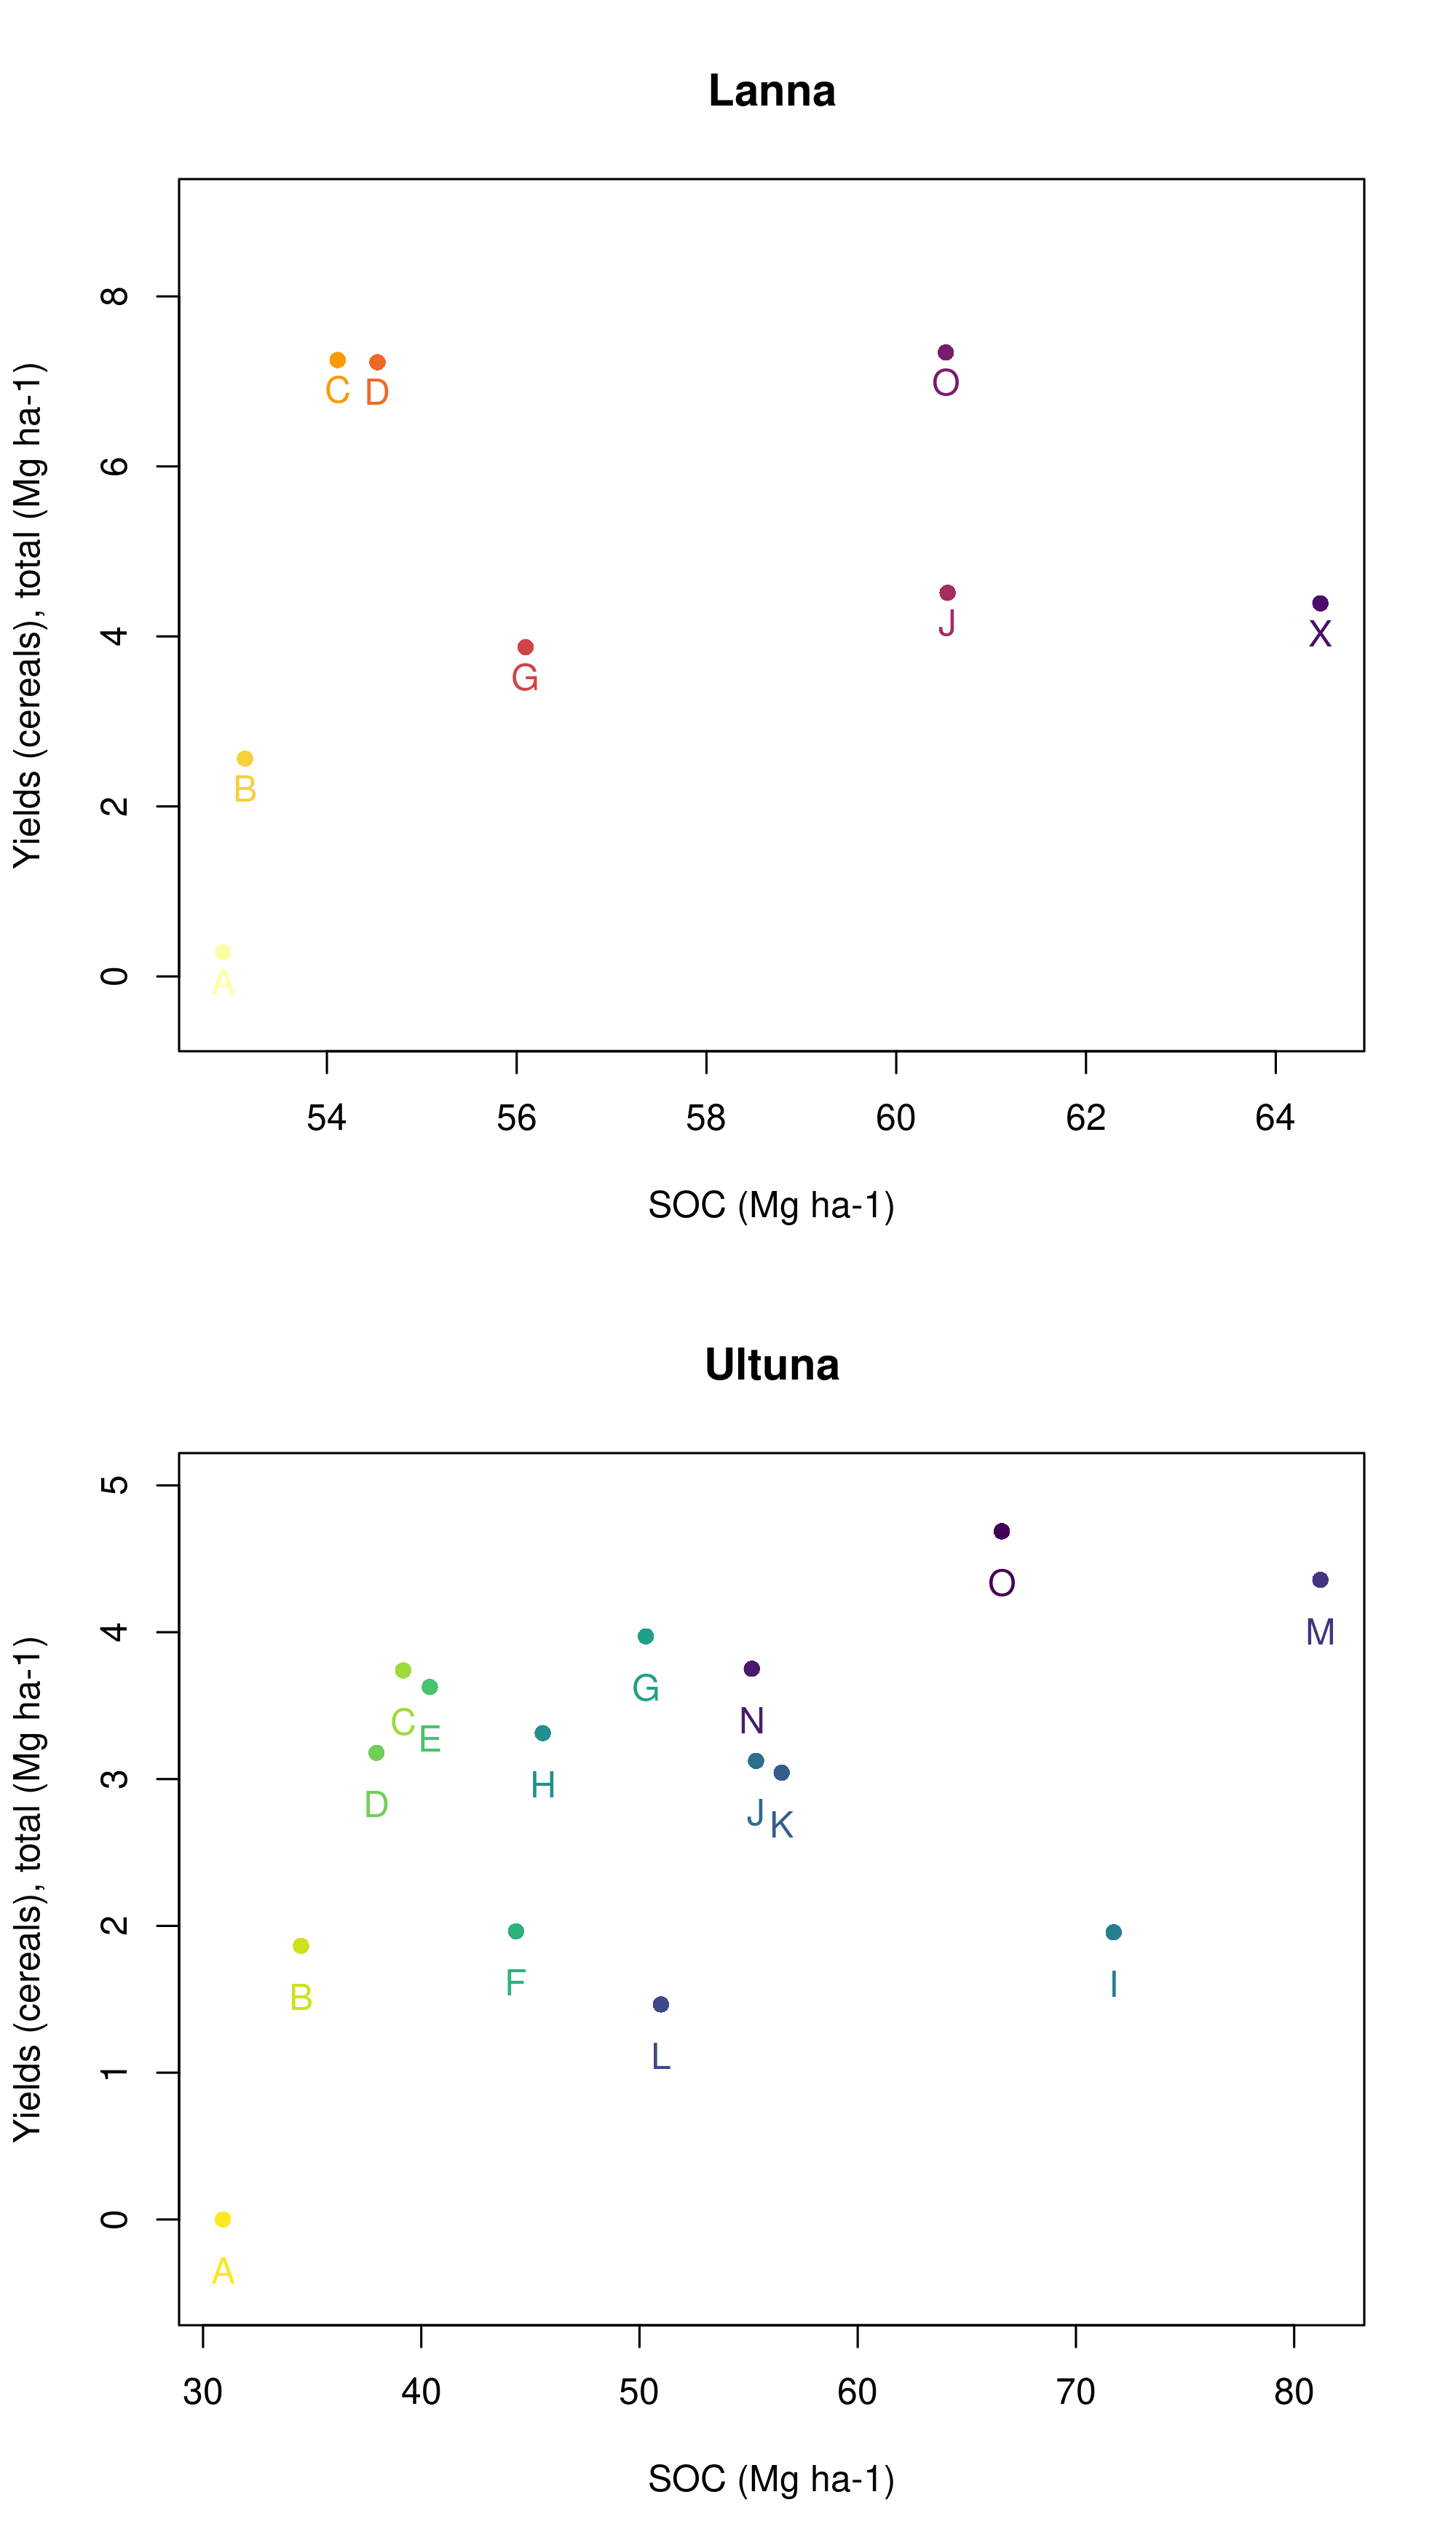 Lanna
Yields (cereals), total (Mg ha-1)
8
6
4
2
0
C
D
O
J
X
G
B
A
54 56 58 60 62 64
SOC (Mg ha-1)
Ultuna
Yields (cereals), total (Mg ha-1)
5
4
3
2
1
0
O
M
G
N
C
E
H
D
J
K
F
I
B
L
A
30 40 50 60 70 80
SOC (Mg ha-1)